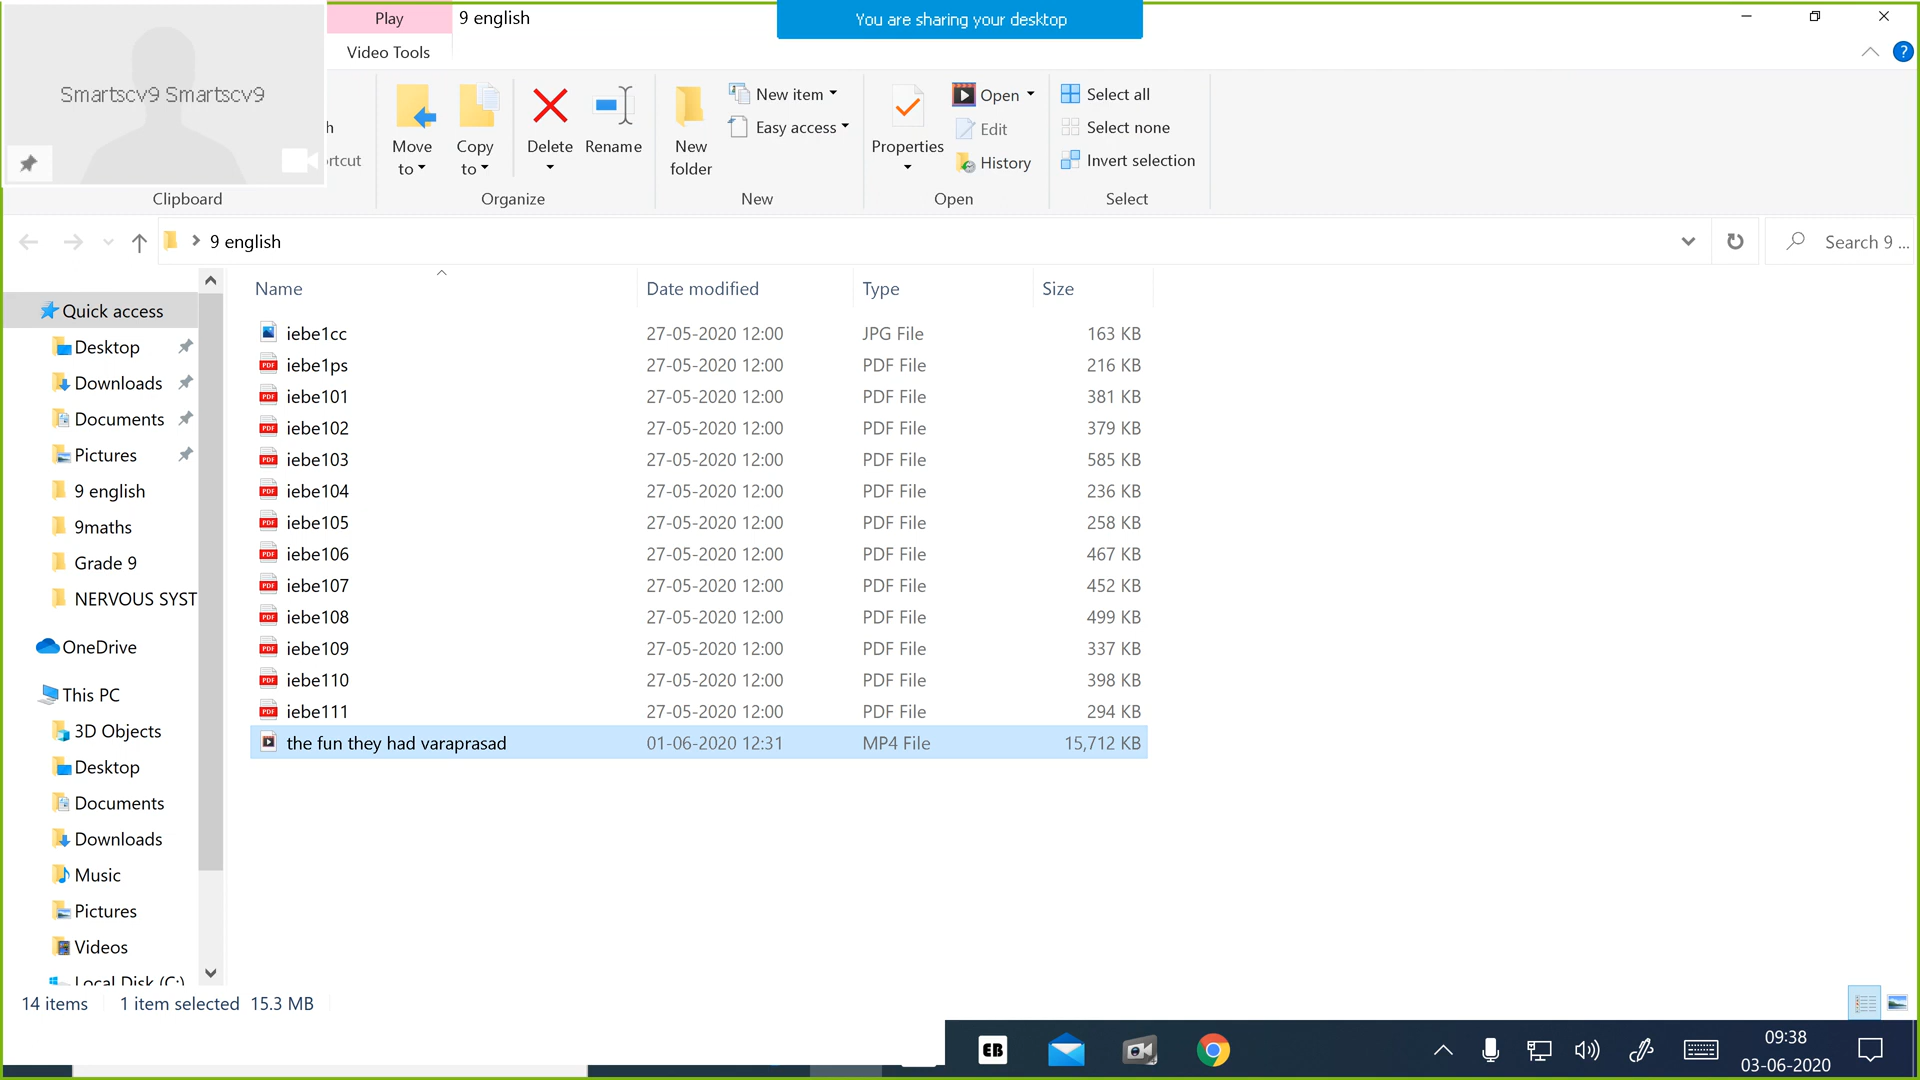 Play
9 english
You are sharing your desktop
Video Tools
Smartscv9 Smartscv9
Move to
Copy to
Delete
Rename
New folder
New item
Easy access
Properties
Open
Edit
History
Select all
Select none
Invert selection
Clipboard
Organize
New
Open
Select
9 english
Search 9 ...
Name
Date modified
Type
Size
iebe1cc 27-05-2020 12:00 JPG File 163 KB
iebe1ps 27-05-2020 12:00 PDF File 216 KB
iebe101 27-05-2020 12:00 PDF File 381 KB
iebe102 27-05-2020 12:00 PDF File 379 KB
iebe103 27-05-2020 12:00 PDF File 585 KB
iebe104 27-05-2020 12:00 PDF File 236 KB
iebe105 27-05-2020 12:00 PDF File 258 KB
iebe106 27-05-2020 12:00 PDF File 467 KB
iebe107 27-05-2020 12:00 PDF File 452 KB
iebe108 27-05-2020 12:00 PDF File 499 KB
iebe109 27-05-2020 12:00 PDF File 337 KB
iebe110 27-05-2020 12:00 PDF File 398 KB
iebe111 27-05-2020 12:00 PDF File 294 KB
the fun they had varaprasad 01-06-2020 12:31 MP4 File 15,712 KB
Quick access
Desktop
Downloads
Documents
Pictures
9 english
9maths
Grade 9
NERVOUS SYST
OneDrive
This PC
3D Objects
Desktop
Documents
Downloads
Music
Pictures
Videos
Local Disk (C:)
14 items 1 item selected 15.3 MB
EB
09:38
03-06-2020